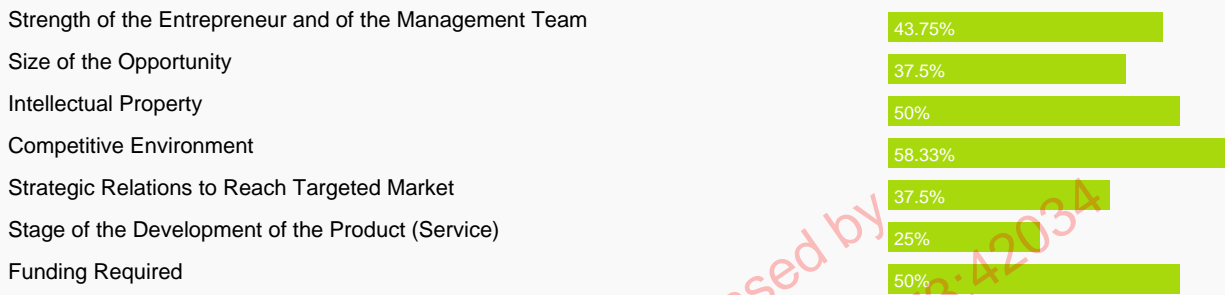 Strength of the Entrepreneur and of the Management Team 43.75%
Size of the Opportunity 37.5%
Intellectual Property 50%
Competitive Environment 58.33%
Strategic Relations to Reach Targeted Market 37.5%
Stage of the Development of the Product (Service) 25%
Funding Required 50%
by
:42034